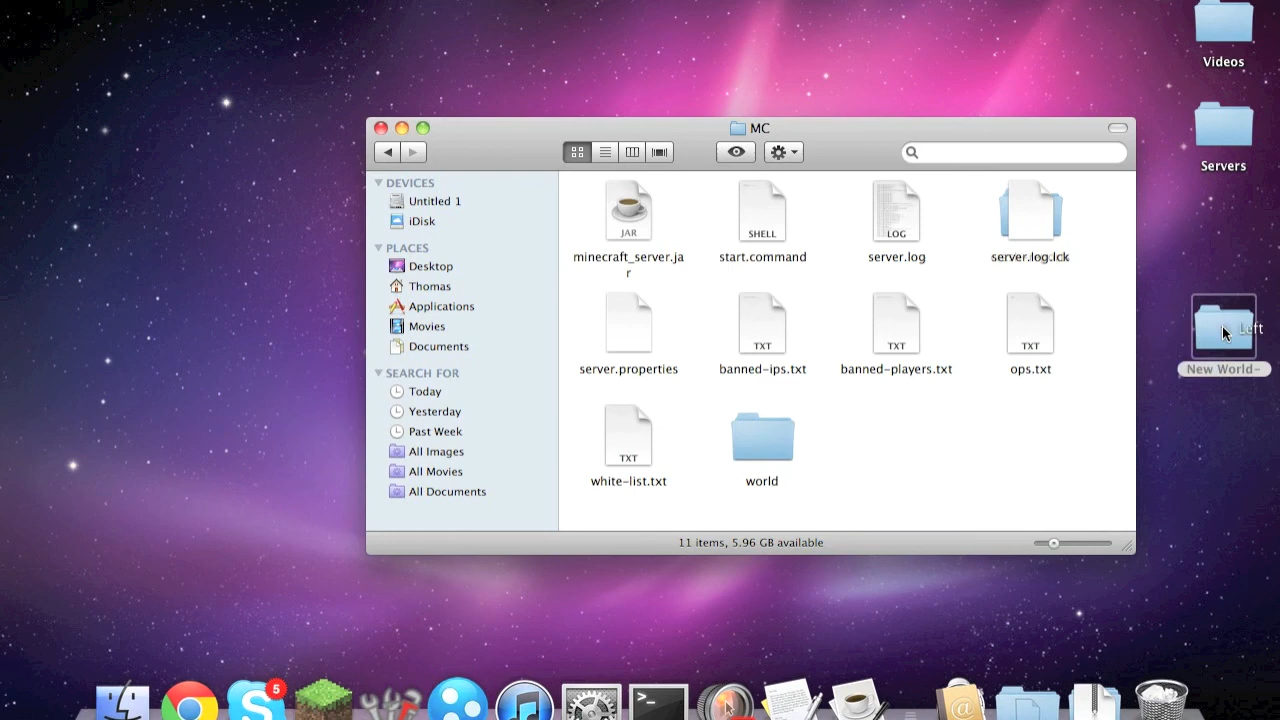 Videos
Servers
Left
New World-
MC
DEVICES
Untitled 1
iDisk
PLACES
Desktop
Thomas
Applications
Movies
Documents
SEARCH FOR
Today
Yesterday
Past Week
All Images
All Movies
All Documents
JAR
minecraft_server.ja
r
SHELL
start.command
LOG
server.log
server.log.lck
server.properties
TXT
banned-ips.txt
TXT
banned-players.txt
TXT
ops.txt
TXT
white-list.txt
world
11 items, 5.96 GB available
5